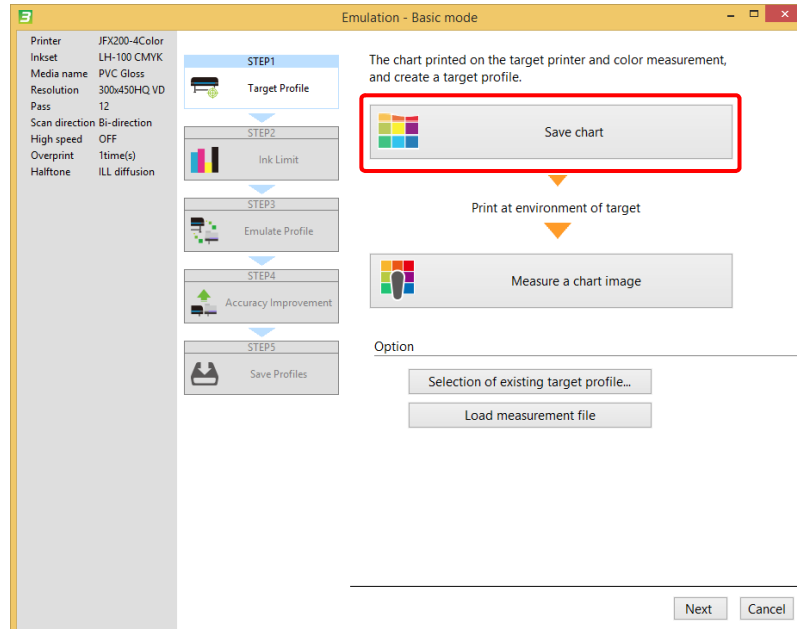 Emulation - Basic mode
Printer JFX200-4Color
Inkset LH-100 CMYK
Media name PVC Gloss
Resolution 300x450HQ VD
Pass 12
Scan direction Bi-direction
High speed OFF
Overprint 1time(s)
Halftone ILL diffusion
STEP1
Target Profile
STEP2
Ink Limit
STEP3
Emulate Profile
STEP4
Accuracy Improvement
STEP5
Save Profiles
The chart printed on the target printer and color measurement,
and create a target profile.
Save chart
Print at environment of target
Measure a chart image
Option
Selection of existing target profile...
Load measurement file
Next Cancel